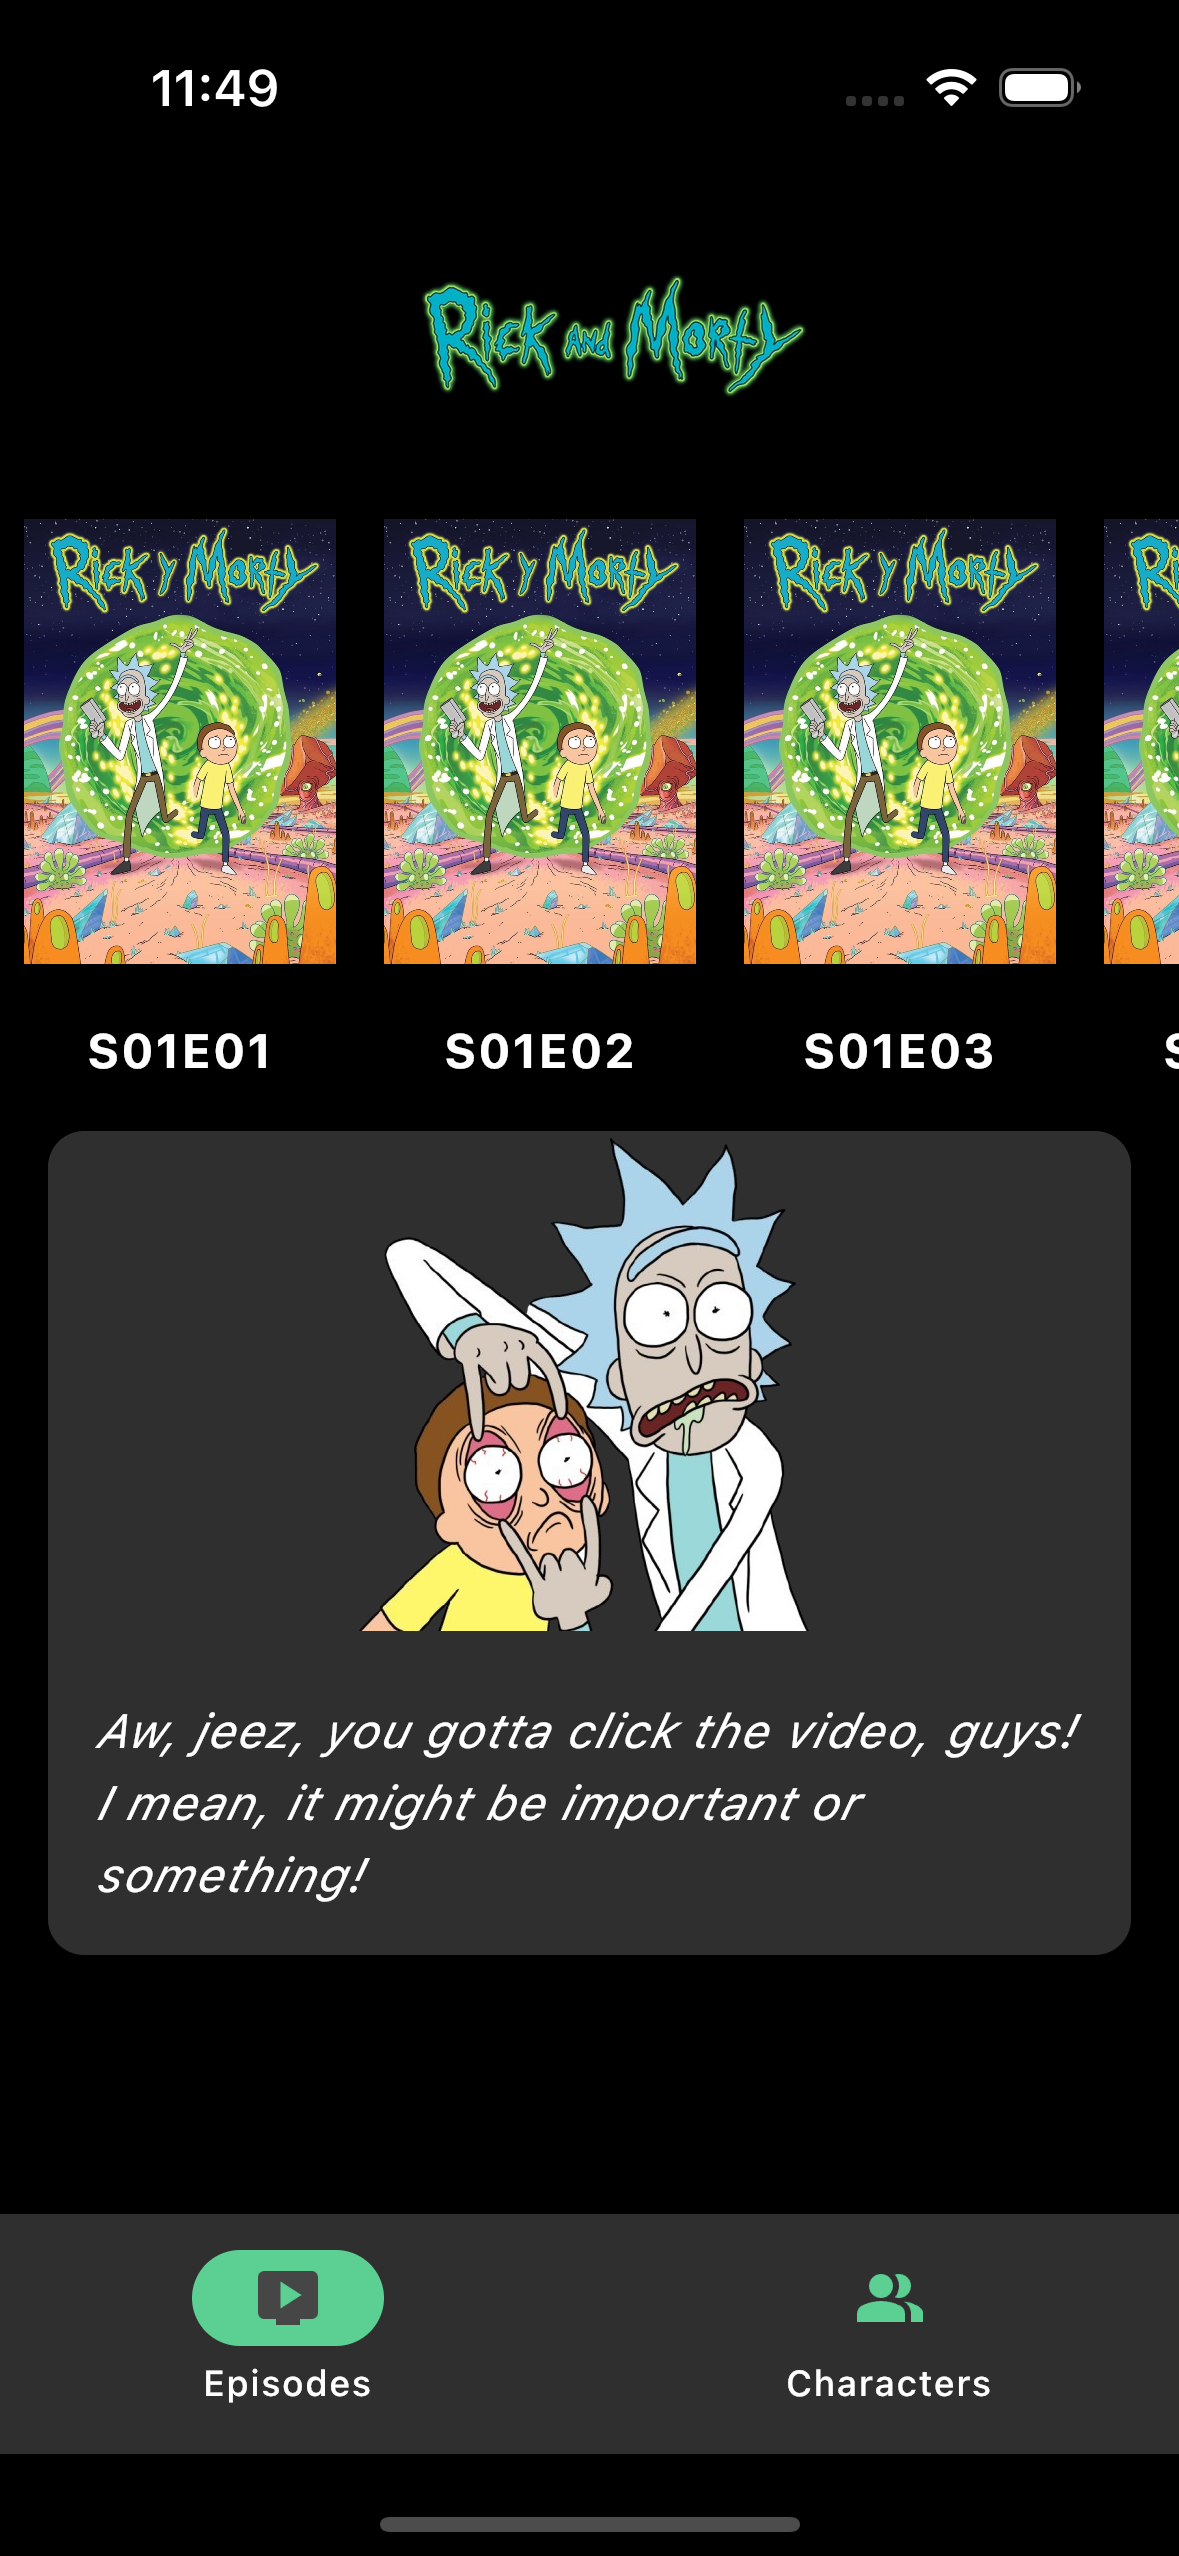 11:49
Rick and Morty
Rick y Morty
Rick y Morty
Rick y Morty
Ri
S01E01
S01E02
S01E03
S
Aw, jeez, you gotta click the video, guys!
I mean, it might be important or
something!
Episodes
Characters